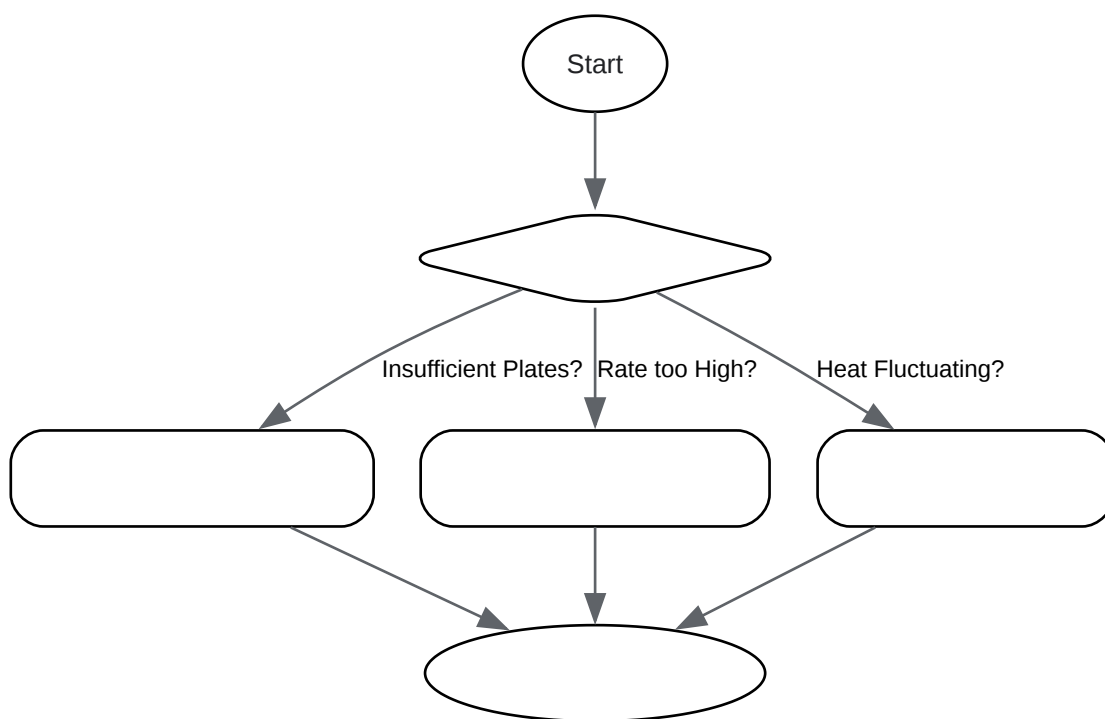 Start
Insufficient Plates?
Rate too High?
Heat Fluctuating?